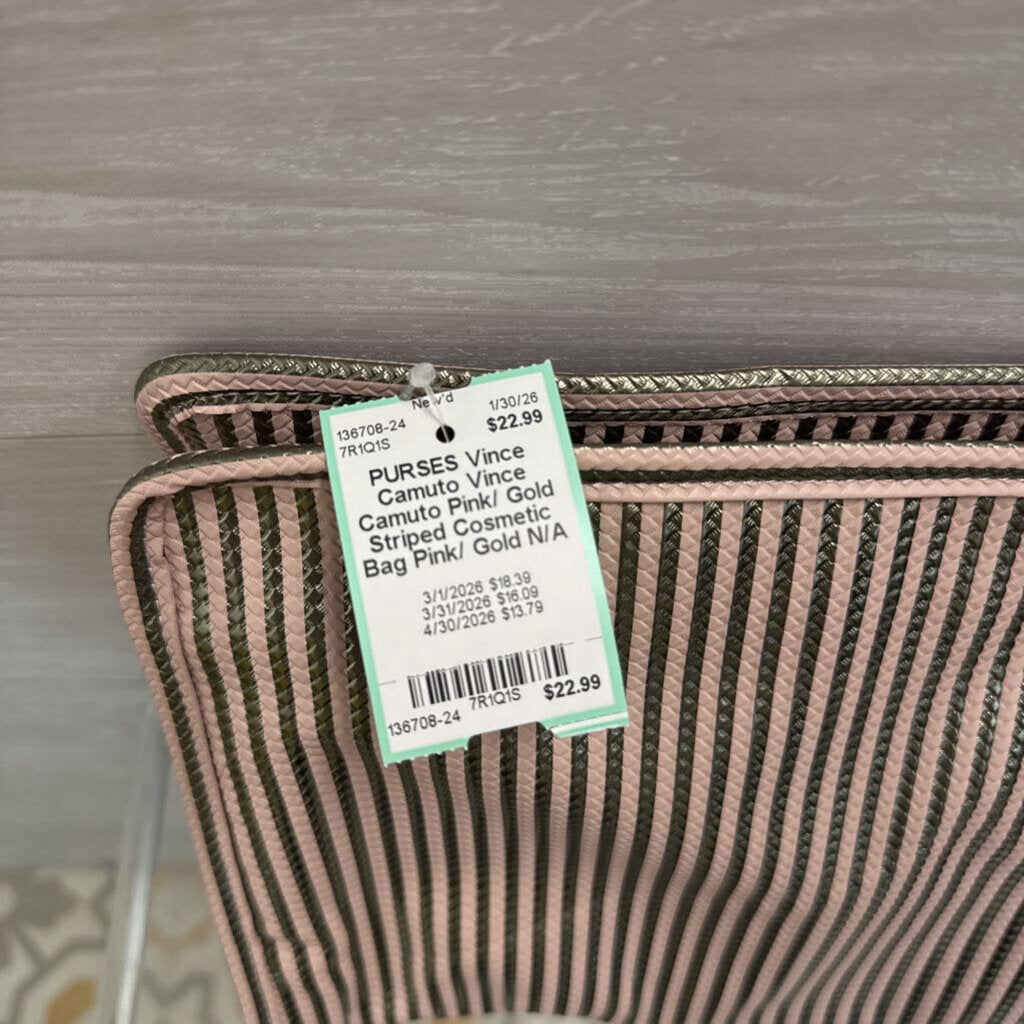 New'd 1/30/26
136708-24 $22.99
7R1Q1S
PURSES Vince
Camuto Vince
Camuto Pink/ Gold
Striped Cosmetic
Bag Pink/ Gold N/A
3/1/2026 $18.39
3/31/2026 $16.09
4/30/2026 $13.79
7R1Q1S $22.99
136708-24